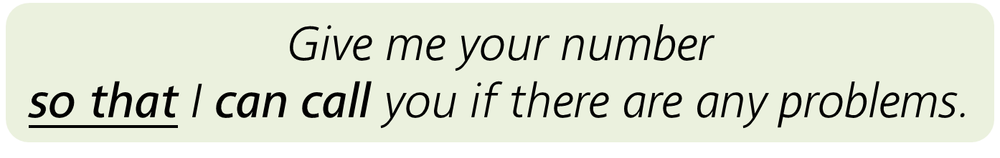 Give me your number
so that I can call you if there are any problems.